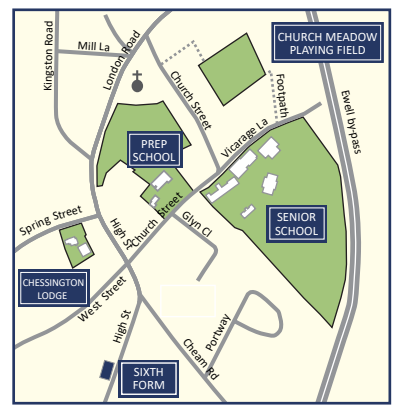 CHURCH MEADOW
PLAYING FIELD
Kingston Road
Mill La
London Road
Church Street
Footpath
Ewell by-pass
Vicarage La
PREP
SCHOOL
Spring Street
High St
Church Street
Glyn Cl
SENIOR
SCHOOL
CHESSINGTON
LODGE
West Street
High St
Portway
Cheam Rd
SIXTH
FORM